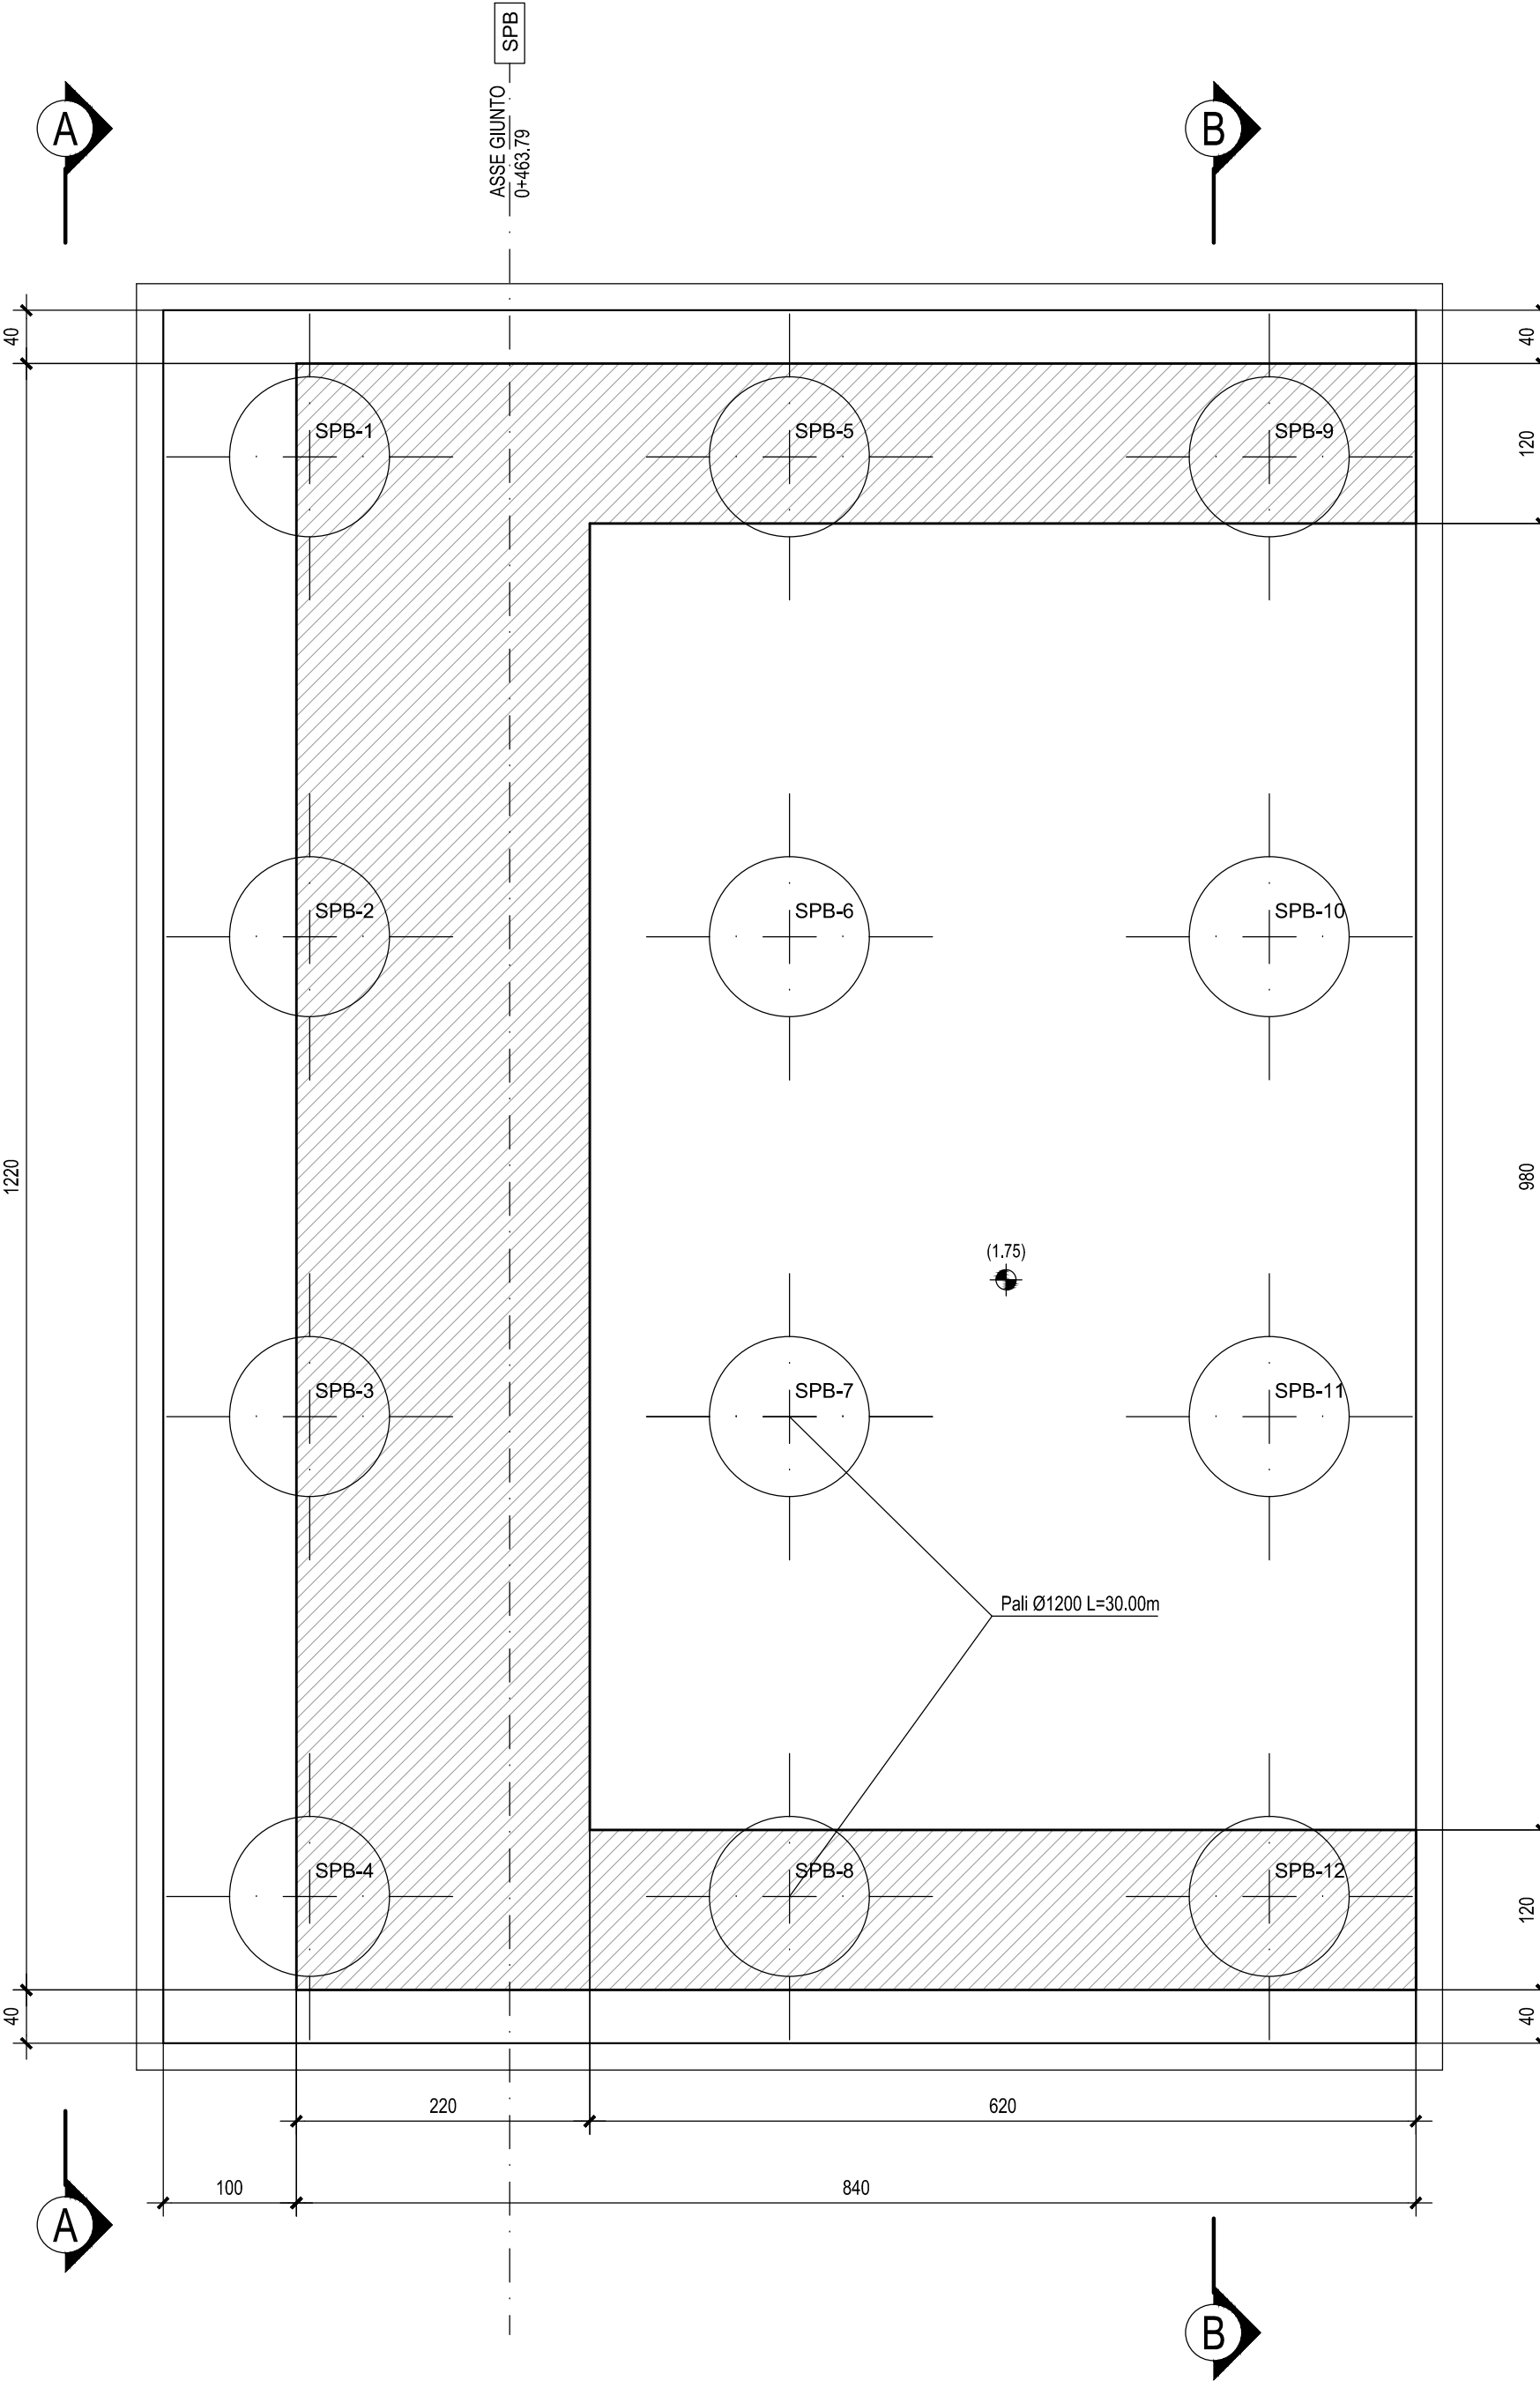 SPB
ASSE GIUNTO
0+463.79
A
B
40
40
SPB-1
SPB-5
SPB-9
120
SPB-2
SPB-6
SPB-10
1220
980
(1.75)
SPB-3
SPB-7
SPB-11
Pali Ø1200 L=30.00m
SPB-4
SPB-8
SPB-12
120
40
40
220
620
100
840
A
B